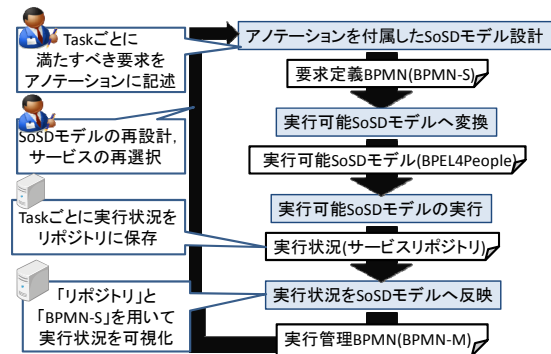 Taskごとに
満たすべき要求を
アノテーションに記述
アノテーションを付属したSoSDモデル設計
要求定義BPMN(BPMN-S)
SoSDモデルの再設計,
サービスの再選択
実行可能SoSDモデルへ変換
実行可能SoSDモデル(BPEL4People)
Taskごとに実行状況を
リポジトリに保存
実行可能SoSDモデルの実行
実行状況(サービスリポジトリ)
「リポジトリ」と
「BPMN-S」を用いて
実行状況を可視化
実行状況をSoSDモデルへ反映
実行管理BPMN(BPMN-M)